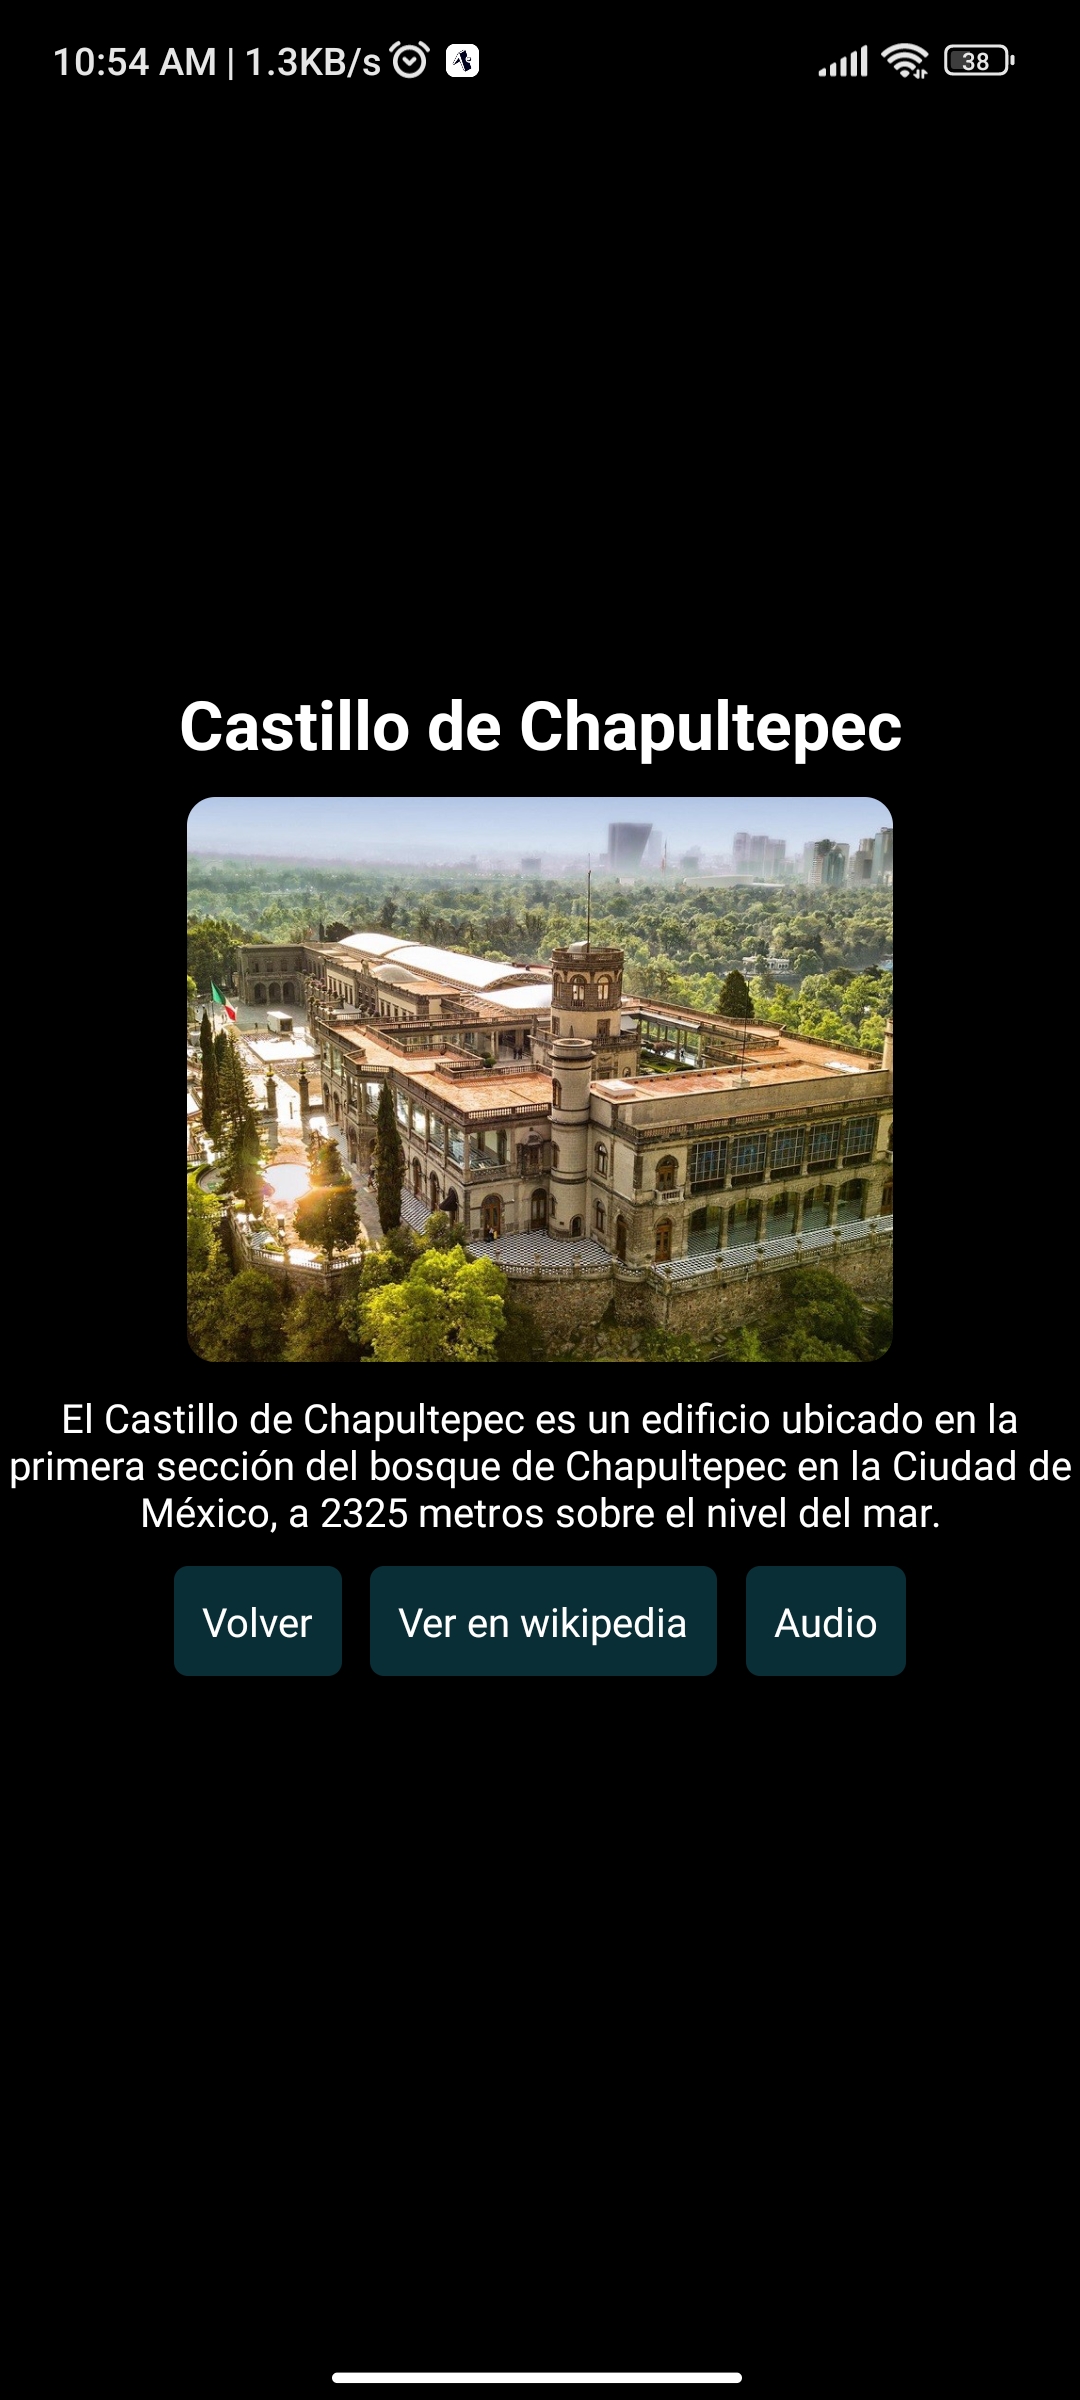 10:54 AM | 1.3KB/s
38
Castillo de Chapultepec
El Castillo de Chapultepec es un edificio ubicado en la
primera sección del bosque de Chapultepec en la Ciudad de
México, a 2325 metros sobre el nivel del mar.
Volver
Ver en wikipedia
Audio